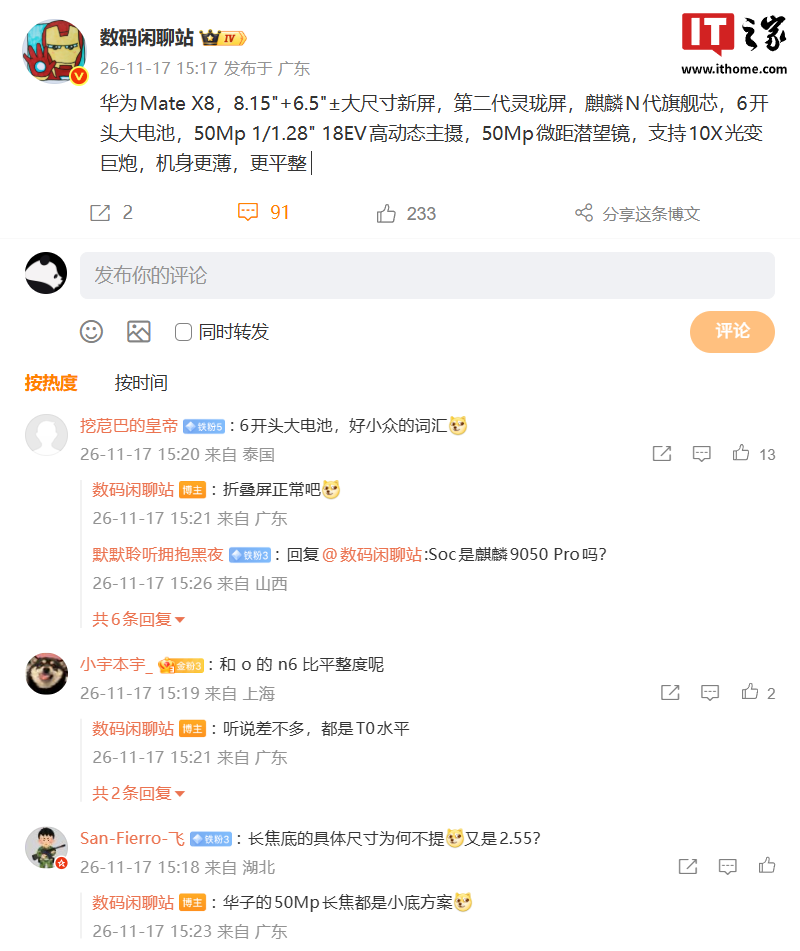 数码闲聊站 IV
IT之家
www.ithome.com
26-11-17 15:17 发布于 广东
华为Mate X8，8.15"+6.5"±大尺寸新屏，第二代灵珑屏，麒麟N代旗舰芯，6开
头大电池，50Mp 1/1.28" 18EV高动态主摄，50Mp微距潜望镜，支持10X光变
巨炮，机身更薄，更平整
2 91 233 分享这条博文
发布你的评论
同时转发 评论
按热度 按时间
挖苨巴的皇帝 铁粉5：6开头大电池，好小众的词汇
26-11-17 15:20 来自 泰国 13
数码闲聊站 博主：折叠屏正常吧
26-11-17 15:21 来自 广东
默默聆听拥抱黑夜 铁粉3：回复@数码闲聊站:Soc是麒麟9050 Pro吗？
26-11-17 15:26 来自 山西
共6条回复
小宇本宇_ 金粉3：和 o 的 n6 比平整度呢
26-11-17 15:19 来自 上海 2
数码闲聊站 博主：听说差不多，都是T0水平
26-11-17 15:21 来自 广东
共2条回复
San-Fierro-飞 铁粉3：长焦底的具体尺寸为何不提又是2.55？
26-11-17 15:18 来自 湖北
数码闲聊站 博主：华子的50Mp长焦都是小底方案
26-11-17 15:23 来自 广东